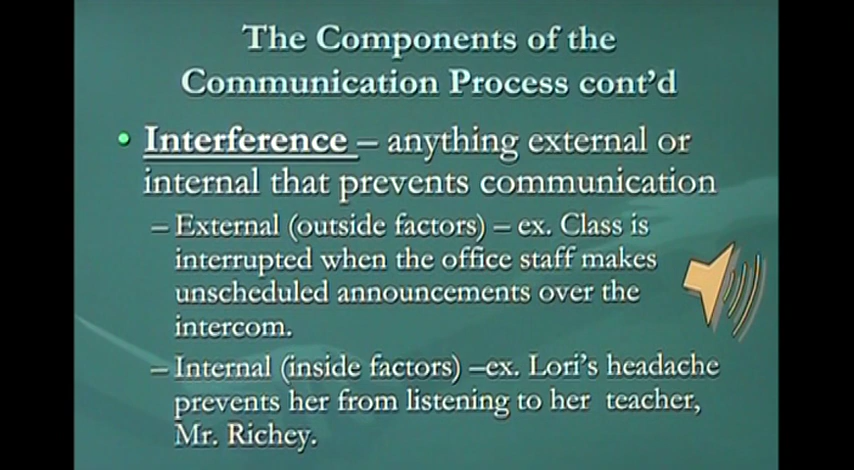 The Components of the
Communication Process cont'd
• Interference – anything external or
internal that prevents communication
– External (outside factors) – ex. Class is
interrupted when the office staff makes
unscheduled announcements over the
intercom.
– Internal (inside factors) –ex. Lori's headache
prevents her from listening to her teacher,
Mr. Richey.